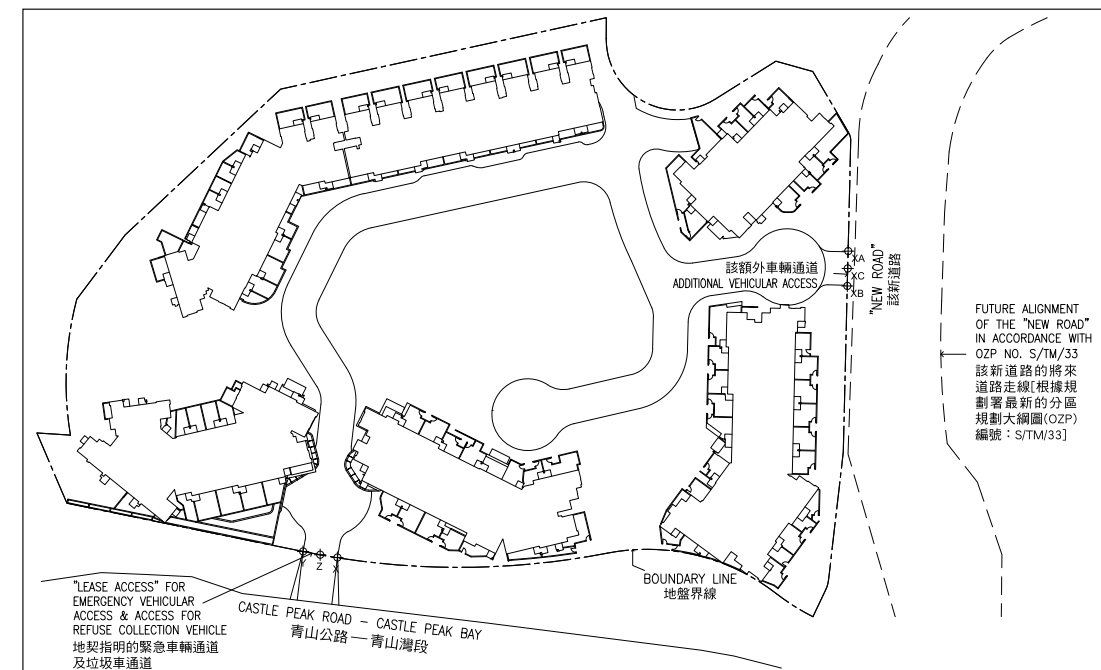 該額外車輛通道
ADDITIONAL VEHICULAR ACCESS
XA
XC
XB
"NEW ROAD"
該新道路
FUTURE ALIGNMENT
OF THE "NEW ROAD"
IN ACCORDANCE WITH
OZP NO. S/TM/33
該新道路的將來
道路走線[根據規
劃署最新的分區
規劃大綱圖(OZP)
編號：S/TM/33]
Y
Z
X
BOUNDARY LINE
地盤界線
"LEASE ACCESS" FOR
EMERGENCY VEHICULAR
ACCESS & ACCESS FOR
REFUSE COLLECTION VEHICLE
地契指明的緊急車輛通道
及垃圾車通道
CASTLE PEAK ROAD – CASTLE PEAK BAY
青山公路—青山灣段